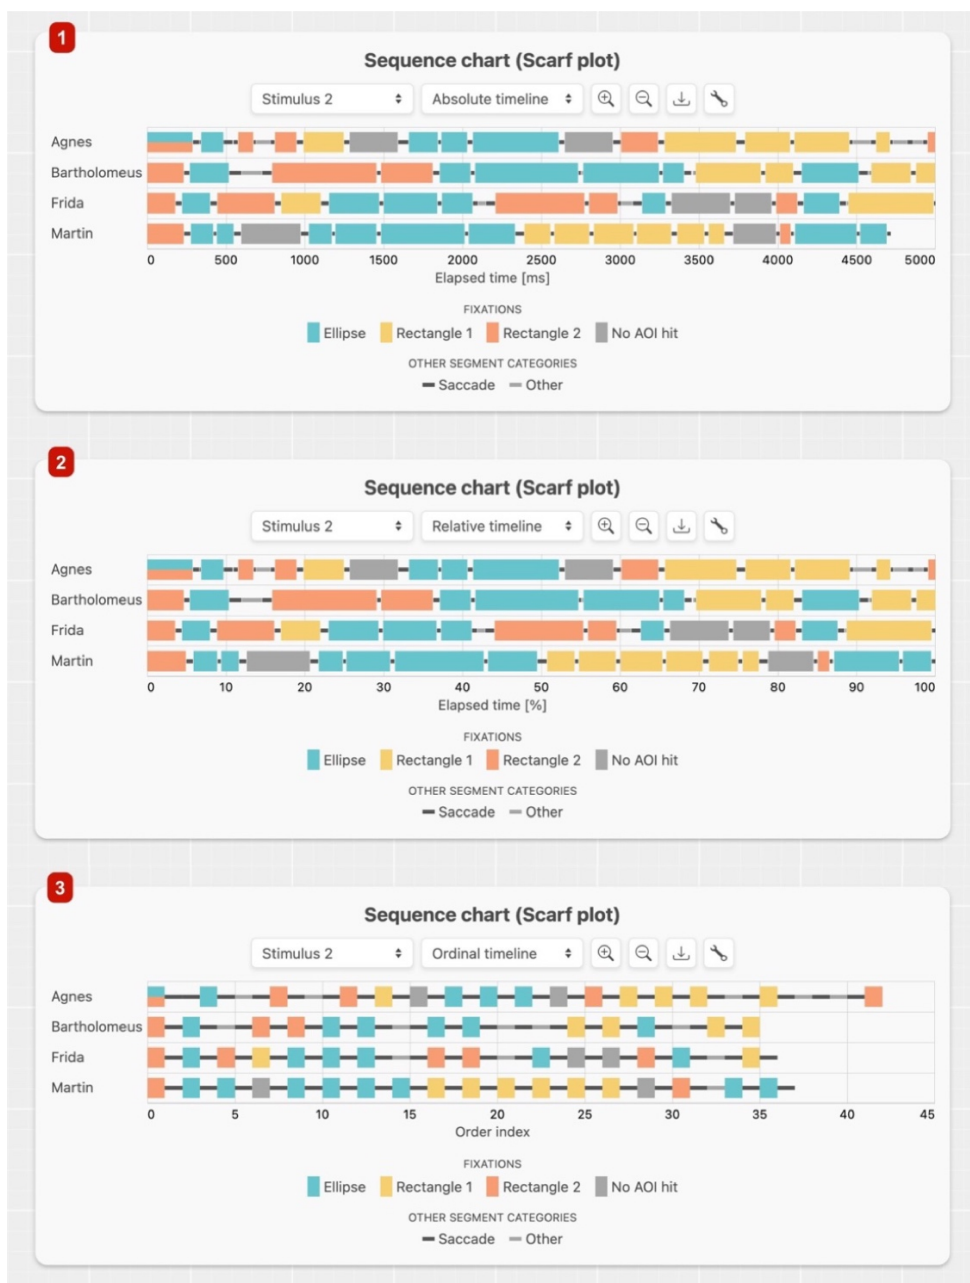 1
Sequence chart (Scarf plot)
Stimulus 2 Absolute timeline
Agnes
Bartholomeus
Frida
Martin
0 500 1000 1500 2000 2500 3000 3500 4000 4500 5000
Elapsed time [ms]
FIXATIONS
Ellipse Rectangle 1 Rectangle 2 No AOI hit
OTHER SEGMENT CATEGORIES
Saccade Other
2
Sequence chart (Scarf plot)
Stimulus 2 Relative timeline
Agnes
Bartholomeus
Frida
Martin
0 10 20 30 40 50 60 70 80 90 100
Elapsed time [%]
FIXATIONS
Ellipse Rectangle 1 Rectangle 2 No AOI hit
OTHER SEGMENT CATEGORIES
Saccade Other
3
Sequence chart (Scarf plot)
Stimulus 2 Ordinal timeline
Agnes
Bartholomeus
Frida
Martin
0 5 10 15 20 25 30 35 40 45
Order index
FIXATIONS
Ellipse Rectangle 1 Rectangle 2 No AOI hit
OTHER SEGMENT CATEGORIES
Saccade Other